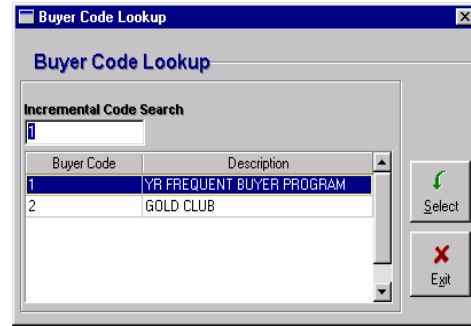 Buyer Code Lookup
Buyer Code Lookup
Incremental Code Search
1
Buyer Code Description
1 YR FREQUENT BUYER PROGRAM
2 GOLD CLUB
Select
Exit